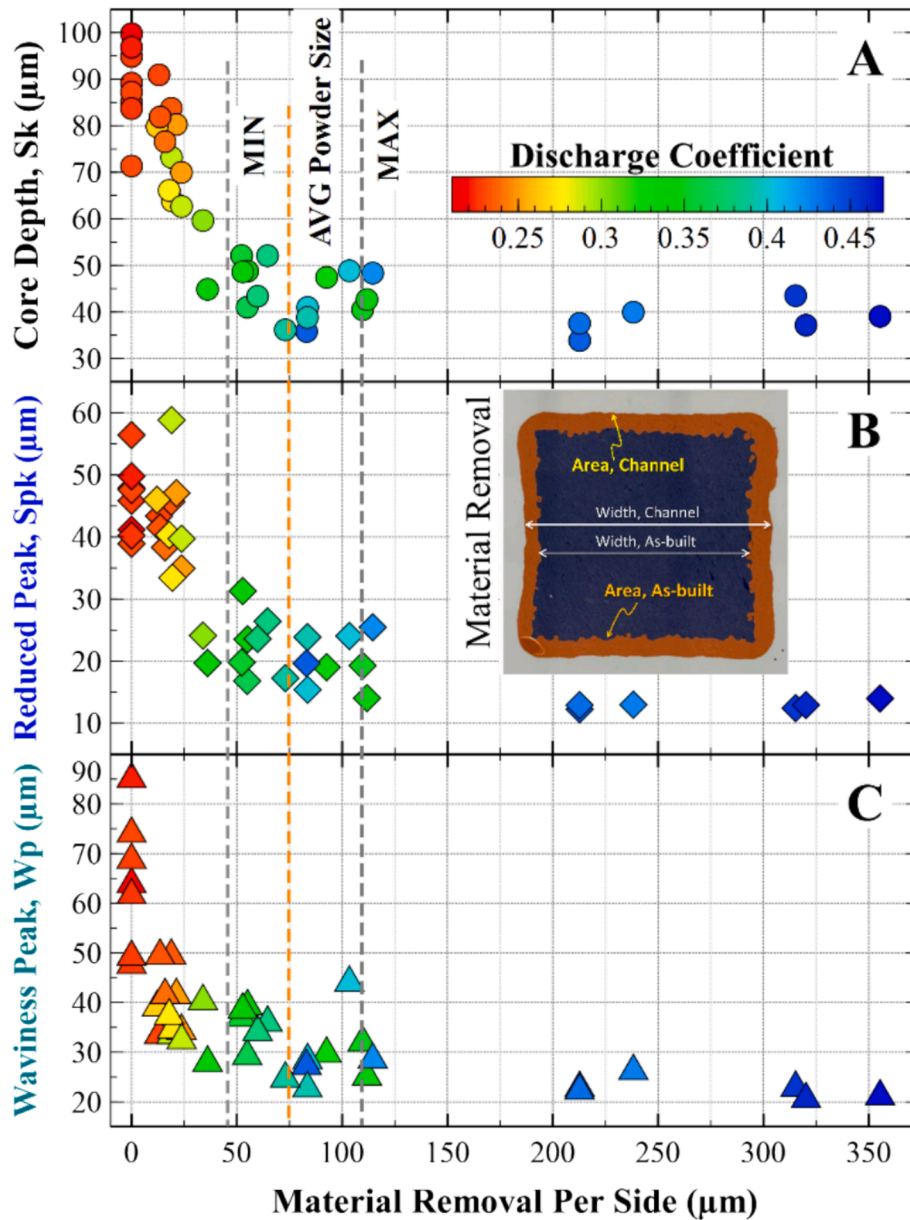 Core Depth, Sk (µm)
100
90
80
70
60
50
40
30
A
MIN
AVG Powder Size
MAX
Discharge Coefficient
0.25 0.3 0.35 0.4 0.45
Reduced Peak, Spk (µm)
60
50
40
30
20
10
B
Material Removal
Area, Channel
Width, Channel
Width, As-built
Area, As-built
Waviness Peak, Wp (µm)
90
80
70
60
50
40
30
20
C
0 50 100 150 200 250 300 350
Material Removal Per Side (µm)